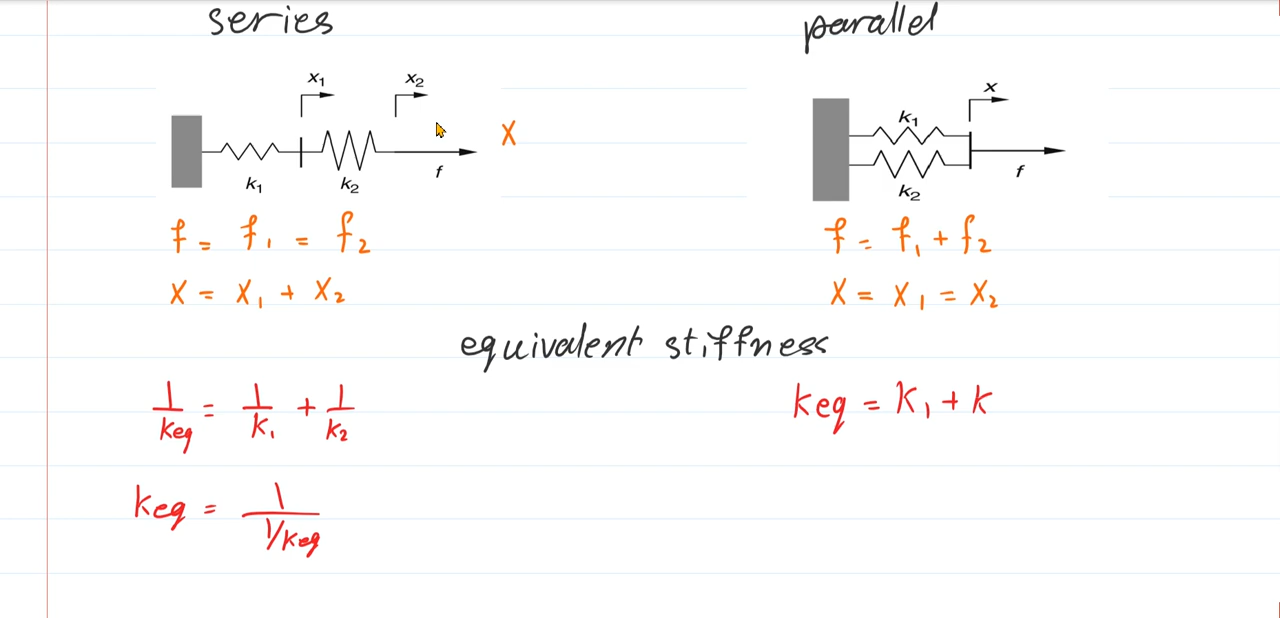 series
x₁ x₂
X
k₁ k₂ f
f = f₁ = f₂
X = X₁ + X₂
parallel
x
k₁
k₂ f
f = f₁ + f₂
X = X₁ = X₂
equivalent stiffness
1/keq = 1/k₁ + 1/k₂
keq = 1/(1/keq)
keq = k₁ + k